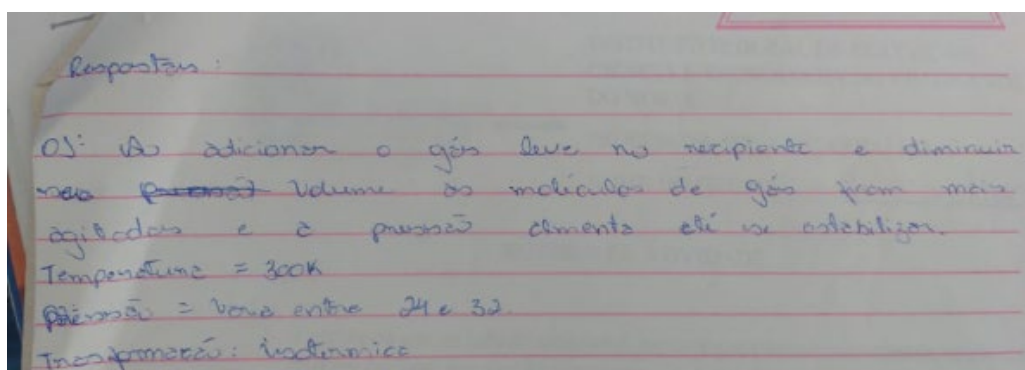 Respostas:
01: Ao adicionar o gás leve no recipiente e diminuir
seu volume as moléculas de gás ficam mais
agitadas e a pressão aumenta até se estabilizar.
Temperatura = 300K
Pressão = Varia entre 24 e 32.
Transformação: isotérmica